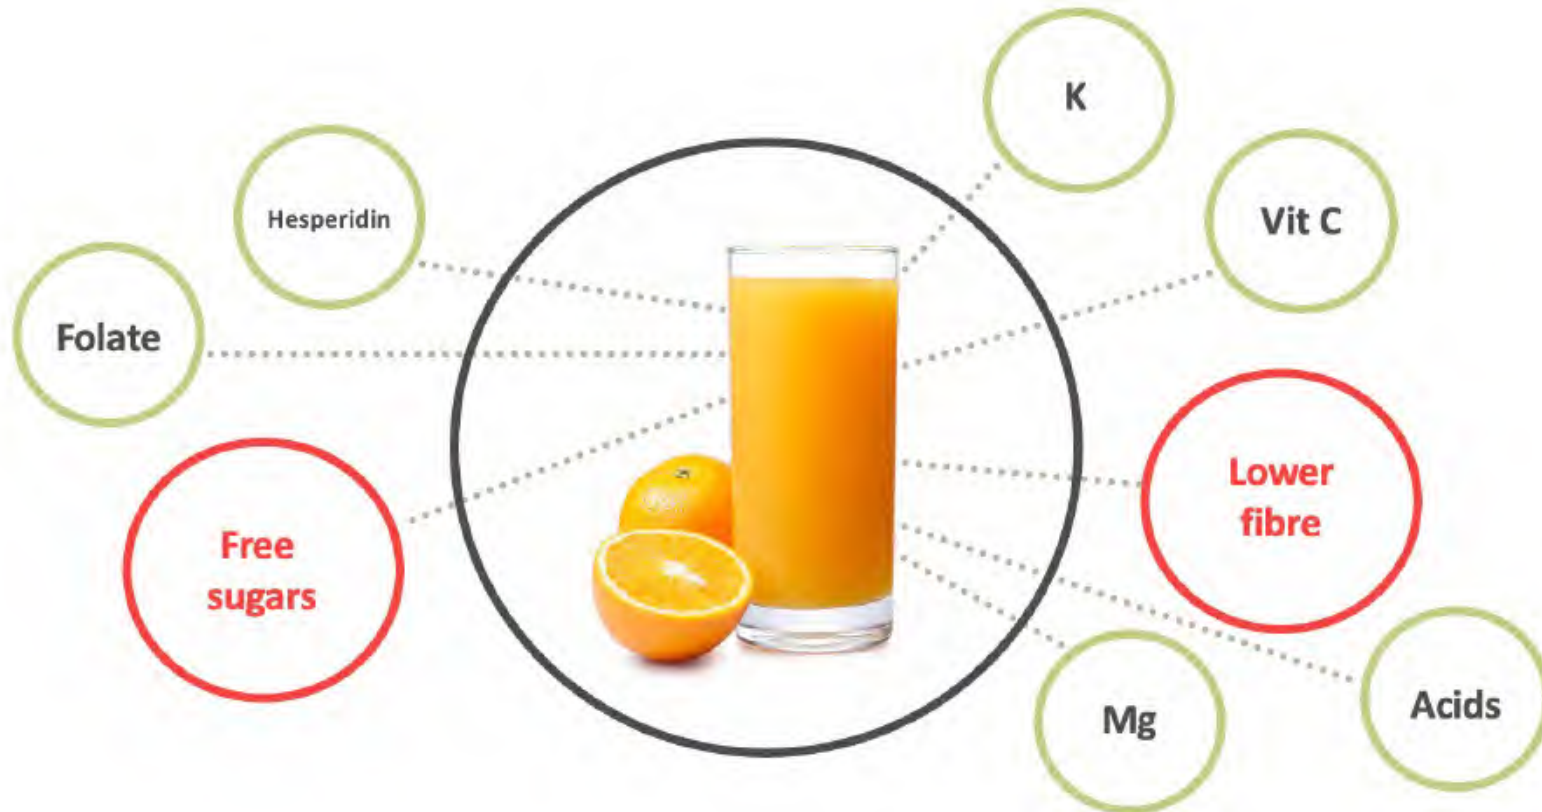 K
Hesperidin
Vit C
Folate
Lower
fibre
Free
sugars
Acids
Mg